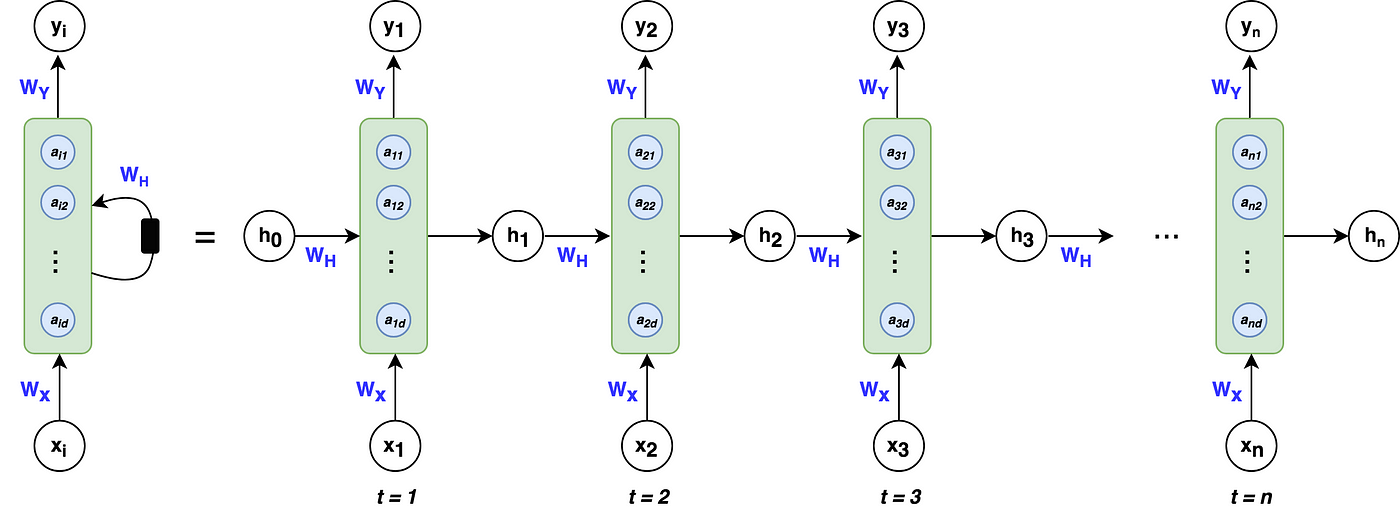 yi y1 y2 y3 yn
WY WY WY WY WY
ai1 a11 a21 a31 an1
WH
ai2 a12 a22 a32 an2
= h0 h1 h2 h3 ... hn
WH WH WH WH
⋮ ⋮ ⋮ ⋮ ⋮
aid a1d a2d a3d and
WX WX WX WX WX
xi x1 x2 x3 xn
t = 1 t = 2 t = 3 t = n